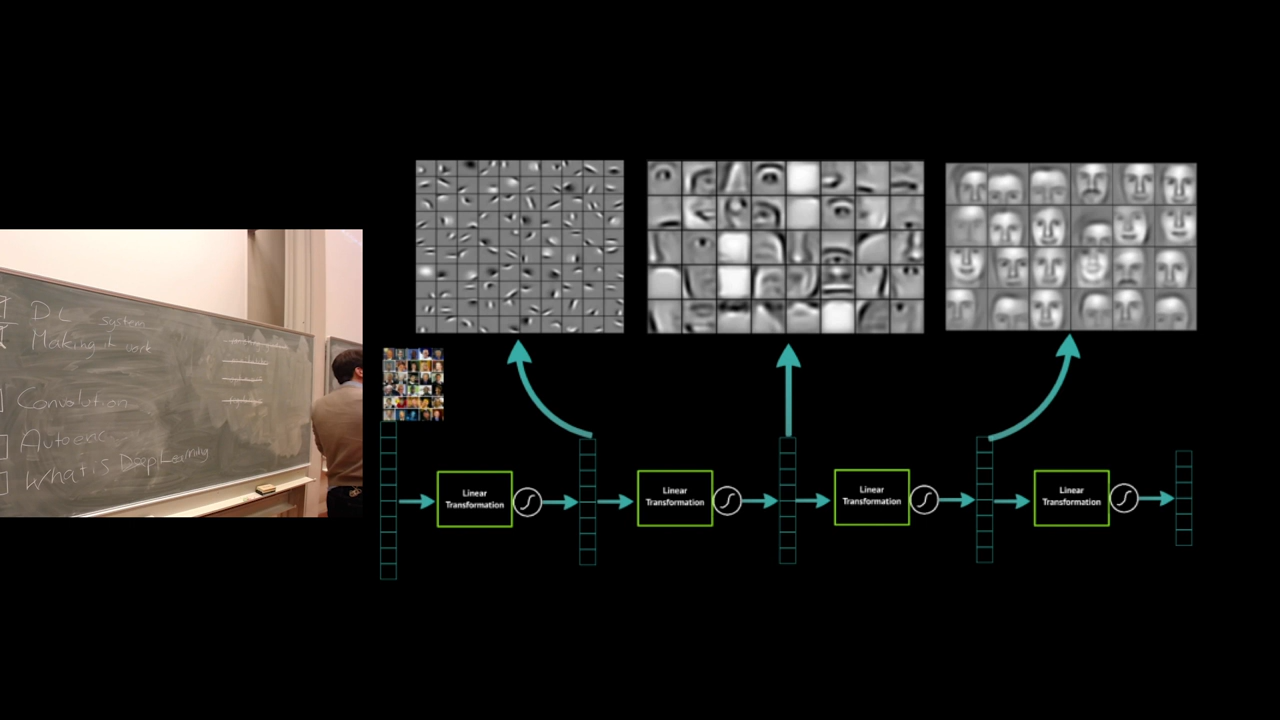 DL System
Making it work
Convolution
Autoenc
What is Deep Learning
Linear
Transformation
Linear
Transformation
Linear
Transformation
Linear
Transformation